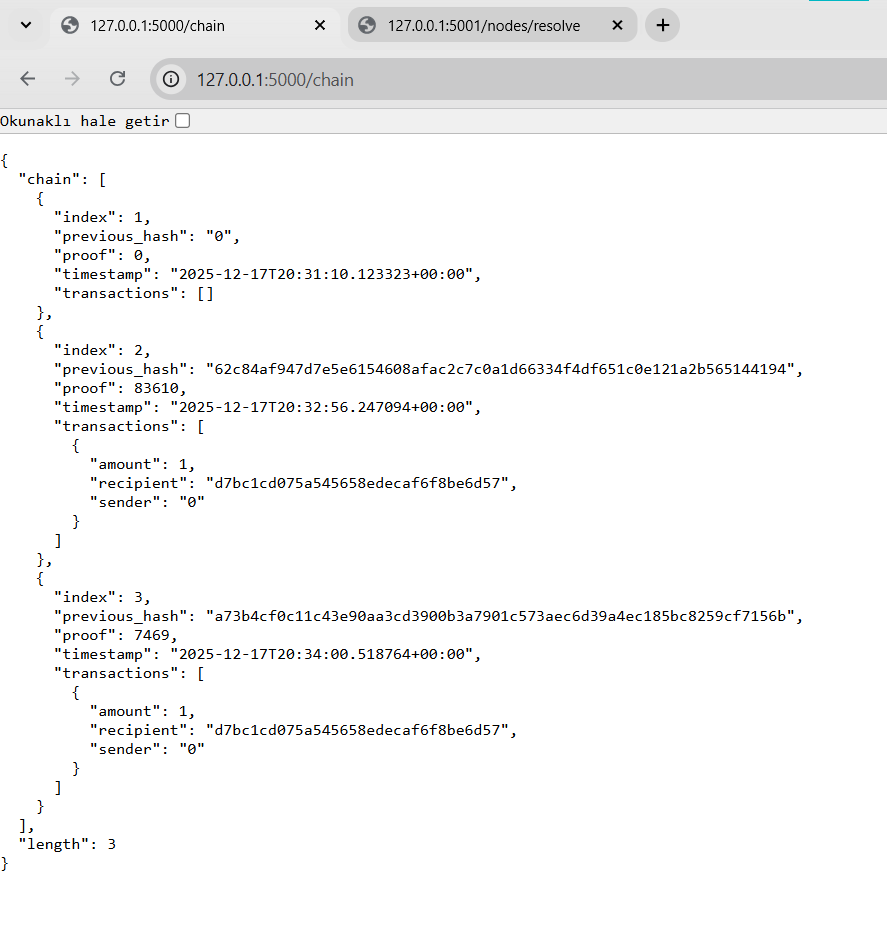 127.0.0.1:5000/chain
127.0.0.1:5001/nodes/resolve
127.0.0.1:5000/chain
Okunaklı hale getir
{
  "chain": [
    {
      "index": 1,
      "previous_hash": "0",
      "proof": 0,
      "timestamp": "2025-12-17T20:31:10.123323+00:00",
      "transactions": []
    },
    {
      "index": 2,
      "previous_hash": "62c84af947d7e5e6154608afac2c7c0a1d66334f4df651c0e121a2b565144194",
      "proof": 83610,
      "timestamp": "2025-12-17T20:32:56.247094+00:00",
      "transactions": [
        {
          "amount": 1,
          "recipient": "d7bc1cd075a545658edecaf6f8be6d57",
          "sender": "0"
        }
      ]
    },
    {
      "index": 3,
      "previous_hash": "a73b4cf0c11c43e90aa3cd3900b3a7901c573aec6d39a4ec185bc8259cf7156b",
      "proof": 7469,
      "timestamp": "2025-12-17T20:34:00.518764+00:00",
      "transactions": [
        {
          "amount": 1,
          "recipient": "d7bc1cd075a545658edecaf6f8be6d57",
          "sender": "0"
        }
      ]
    }
  ],
  "length": 3
}